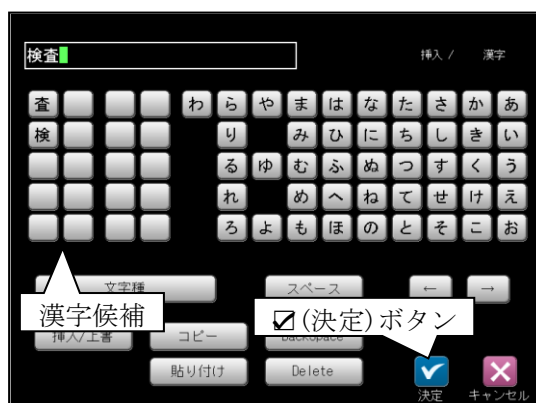 検査
挿入 / 漢字
査 わ ら や ま は な た さ か あ
検 り み ひ に ち し き い
る ゆ む ふ ぬ つ す く う
れ め へ ね て せ け え
ろ よ も ほ の と そ こ お
文字種 スペース ← →
漢字候補 (決定)ボタン
挿入/上書 コピー Backspace
貼り付け Delete
決定 キャンセル